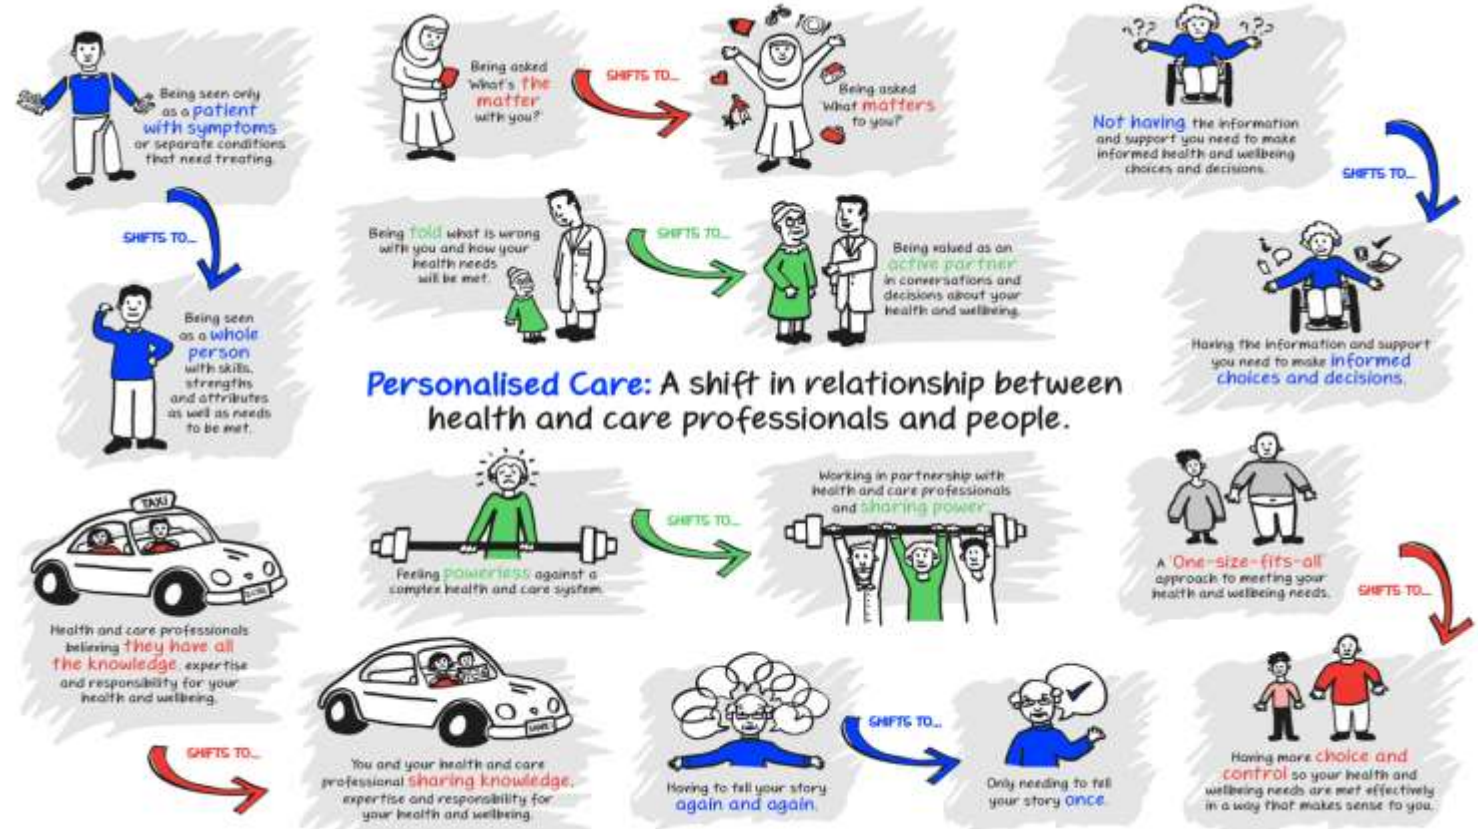 Being seen only
as a patient
with symptoms
or separate conditions
that need treating.
SHIFTS TO...
Being seen
as a whole
person
with skills,
strengths
and attributes
as well as needs
to be met.
Being asked
'What's the
matter
with you?'
SHIFTS TO...
Being asked
'What matters
to you?'
???
???
Not having the information
and support you need to make
informed health and wellbeing
choices and decisions.
SHIFTS TO...
Having the information and support
you need to make informed
choices and decisions.
Being told what is wrong
with you and how your
health needs
will be met.
SHIFTS TO...
Being valued as an
active partner
in conversations and
decisions about your
health and wellbeing.
Personalised Care: A shift in relationship between
health and care professionals and people.
TAXI
Health and care professionals
believing they have all
the knowledge, expertise
and responsibility for your
health and wellbeing.
SHIFTS TO...
You and your health and care
professional sharing knowledge,
expertise and responsibility for
your health and wellbeing.
Feeling powerless against a
complex health and care system.
SHIFTS TO...
Working in partnership with
health and care professionals
and sharing power.
Having to tell your story
again and again.
SHIFTS TO...
Only needing to tell
your story once.
A 'One-size-fits-all'
approach to meeting your
health and wellbeing needs.
SHIFTS TO...
Having more choice and
control so your health and
wellbeing needs are met effectively
in a way that makes sense to you.